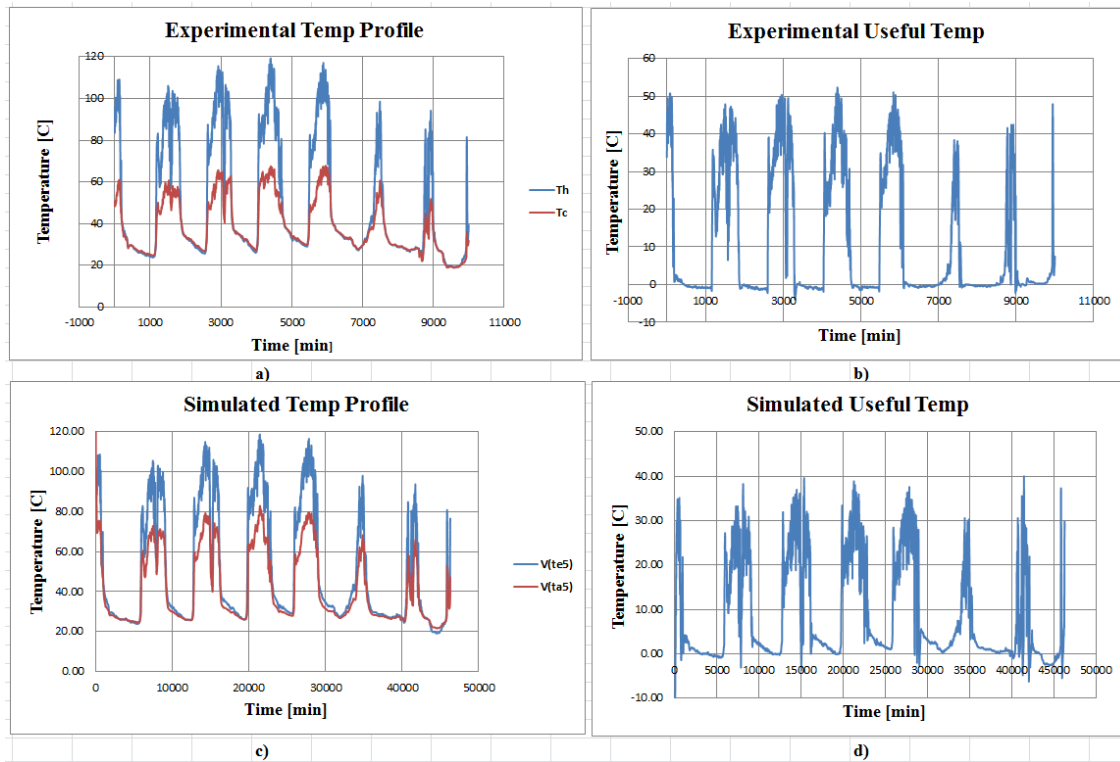 Experimental Temp Profile
120
100
80
60
40
20
0
-1000 1000 3000 5000 7000 9000 11000
Temperature [C]
Time [min]
Th
Tc
a)
Experimental Useful Temp
60
50
40
30
20
10
0
-10
-1000 1000 3000 5000 7000 9000 11000
Temperature [C]
Time [min]
b)
Simulated Temp Profile
120.00
100.00
80.00
60.00
40.00
20.00
0.00
0 10000 20000 30000 40000 50000
Temperature [C]
Time [min]
V(te5)
V(ta5)
c)
Simulated Useful Temp
50.00
40.00
30.00
20.00
10.00
0.00
-10.00
0 5000 10000 15000 20000 25000 30000 35000 40000 45000 50000
Temperature [C]
Time [min]
d)